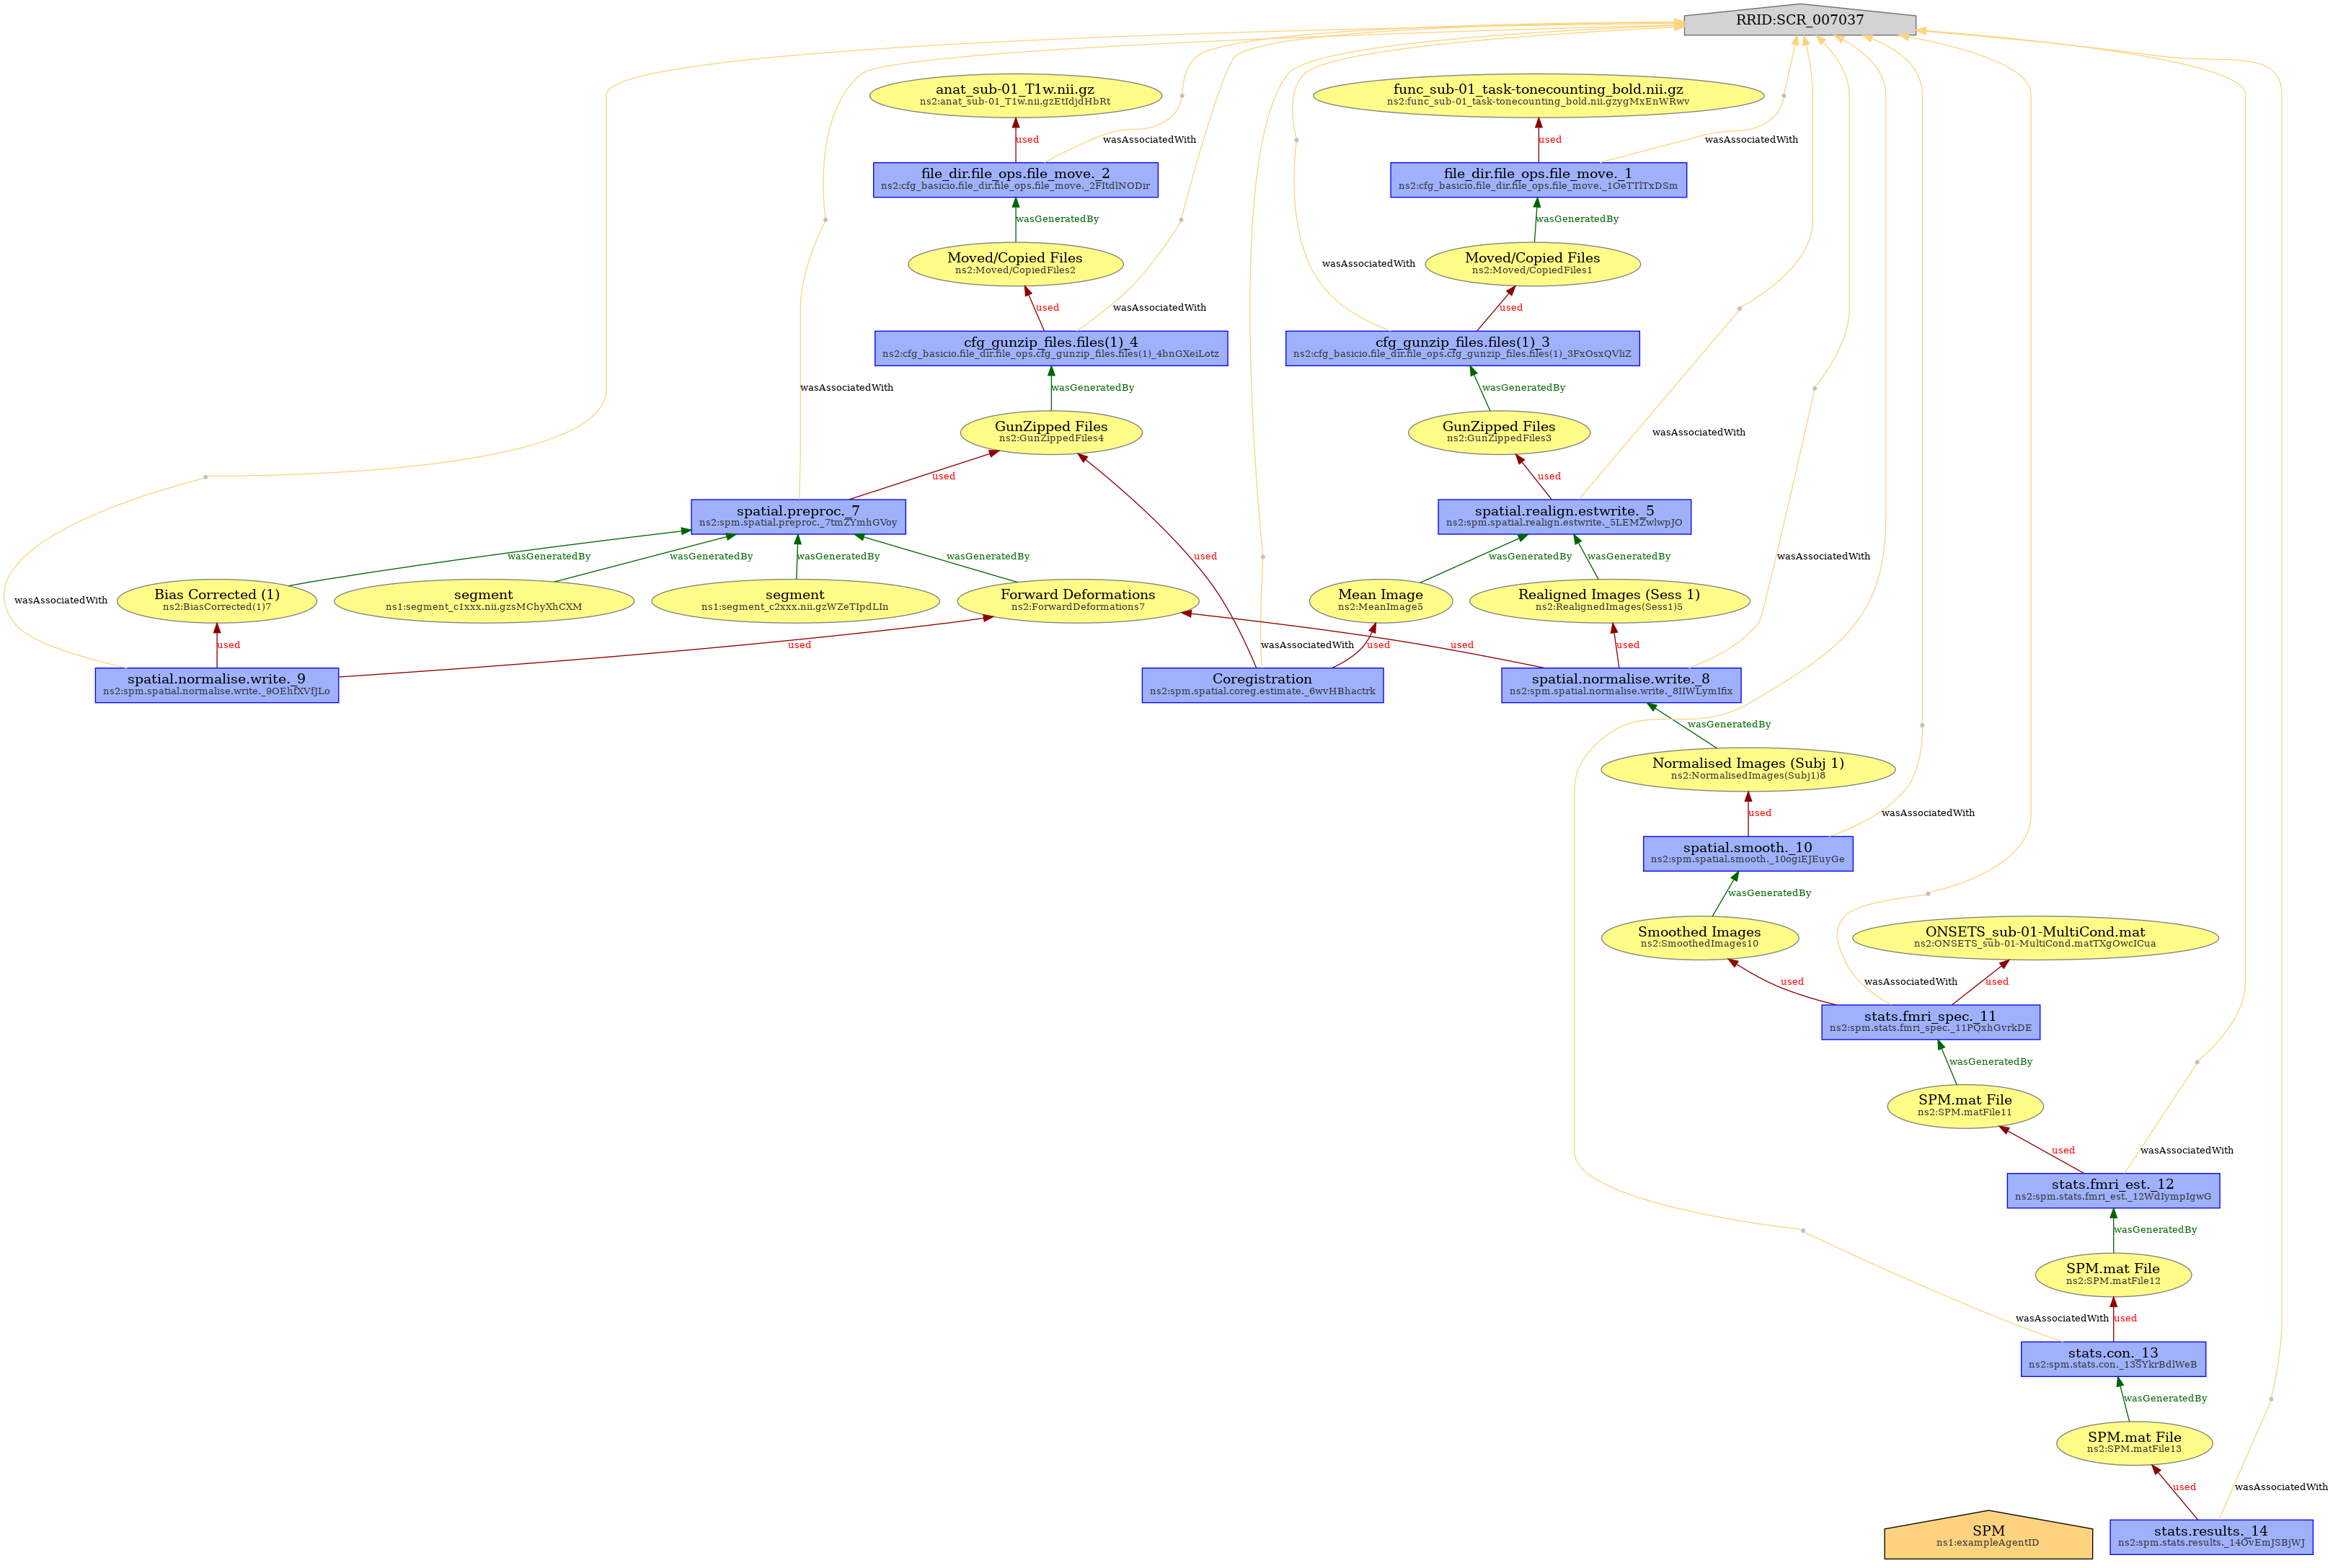 RRID:SCR_007037
anat_sub-01_T1w.nii.gz
ns2:anat_sub-01_T1w.nii.gzEtIdjdHbRt
func_sub-01_task-tonecounting_bold.nii.gz
ns2:func_sub-01_task-tonecounting_bold.nii.gzygMxEnWRwv
used
wasAssociatedWith
used
wasAssociatedWith
file_dir.file_ops.file_move._2
ns2:cfg_basicio.file_dir.file_ops.file_move._2FItdlNODir
file_dir.file_ops.file_move._1
ns2:cfg_basicio.file_dir.file_ops.file_move._1OeTTlTxDSm
wasGeneratedBy
wasGeneratedBy
Moved/Copied Files
ns2:Moved/CopiedFiles2
Moved/Copied Files
ns2:Moved/CopiedFiles1
wasAssociatedWith
used
wasAssociatedWith
used
cfg_gunzip_files.files(1)_4
ns2:cfg_basicio.file_dir.file_ops.cfg_gunzip_files.files(1)_4bnGXeiLotz
cfg_gunzip_files.files(1)_3
ns2:cfg_basicio.file_dir.file_ops.cfg_gunzip_files.files(1)_3FxOsxQVliZ
wasAssociatedWith
wasGeneratedBy
wasGeneratedBy
GunZipped Files
ns2:GunZippedFiles4
GunZipped Files
ns2:GunZippedFiles3
wasAssociatedWith
used
used
spatial.preproc._7
ns2:spm.spatial.preproc._7tmZYmhGVoy
spatial.realign.estwrite._5
ns2:spm.spatial.realign.estwrite._5LEMZwlwpJO
wasGeneratedBy
wasGeneratedBy
wasGeneratedBy
wasGeneratedBy
used
wasGeneratedBy
wasGeneratedBy
wasAssociatedWith
wasAssociatedWith
Bias Corrected (1)
ns2:BiasCorrected(1)7
segment
ns1:segment_c1xxx.nii.gzsMChyXhCXM
segment
ns1:segment_c2xxx.nii.gzWZeTIpdLIn
Forward Deformations
ns2:ForwardDeformations7
Mean Image
ns2:MeanImage5
Realigned Images (Sess 1)
ns2:RealignedImages(Sess1)5
used
used
wasAssociatedWith
used
used
used
spatial.normalise.write._9
ns2:spm.spatial.normalise.write._9OEhfXVfJLo
Coregistration
ns2:spm.spatial.coreg.estimate._6wvHBhactrk
spatial.normalise.write._8
ns2:spm.spatial.normalise.write._8IIWLymIfix
wasGeneratedBy
Normalised Images (Subj 1)
ns2:NormalisedImages(Subj1)8
used
wasAssociatedWith
spatial.smooth._10
ns2:spm.spatial.smooth._10ogiEJEuyGe
wasGeneratedBy
Smoothed Images
ns2:SmoothedImages10
ONSETS_sub-01-MultiCond.mat
ns2:ONSETS_sub-01-MultiCond.matTXgOwcICua
used
wasAssociatedWith
used
stats.fmri_spec._11
ns2:spm.stats.fmri_spec._11PQxhGvrkDE
wasGeneratedBy
SPM.mat File
ns2:SPM.matFile11
used
wasAssociatedWith
stats.fmri_est._12
ns2:spm.stats.fmri_est._12WdIympIgwG
wasGeneratedBy
SPM.mat File
ns2:SPM.matFile12
wasAssociatedWith
used
stats.con._13
ns2:spm.stats.con._13SYkrBdlWeB
wasGeneratedBy
SPM.mat File
ns2:SPM.matFile13
used
wasAssociatedWith
SPM
ns1:exampleAgentID
stats.results._14
ns2:spm.stats.results._14OvEmJSBjWJ